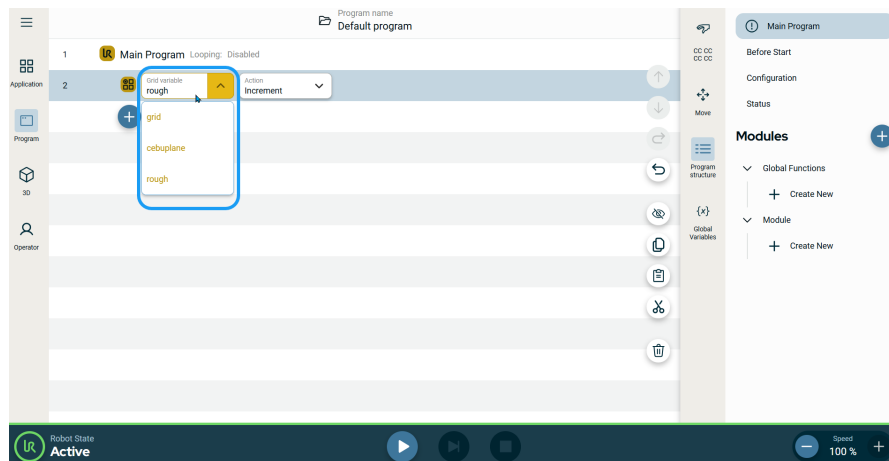 Program name
Default program
Application
Program
3D
Operator
1
Main Program Looping: Disabled
2
Grid variable
rough
Action
Increment
grid
cebuplane
rough
CC CC
CC CC
Move
Program
structure
{x}
Global
Variables
Main Program
Before Start
Configuration
Status
Modules
Global Functions
Create New
Module
Create New
Robot State
Active
Speed
100 %